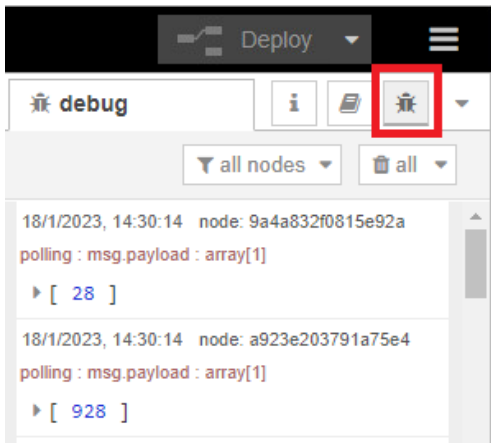 Deploy
debug
i
all nodes
all
18/1/2023, 14:30:14 node: 9a4a832f0815e92a
polling : msg.payload : array[1]
[ 28 ]
18/1/2023, 14:30:14 node: a923e203791a75e4
polling : msg.payload : array[1]
[ 928 ]